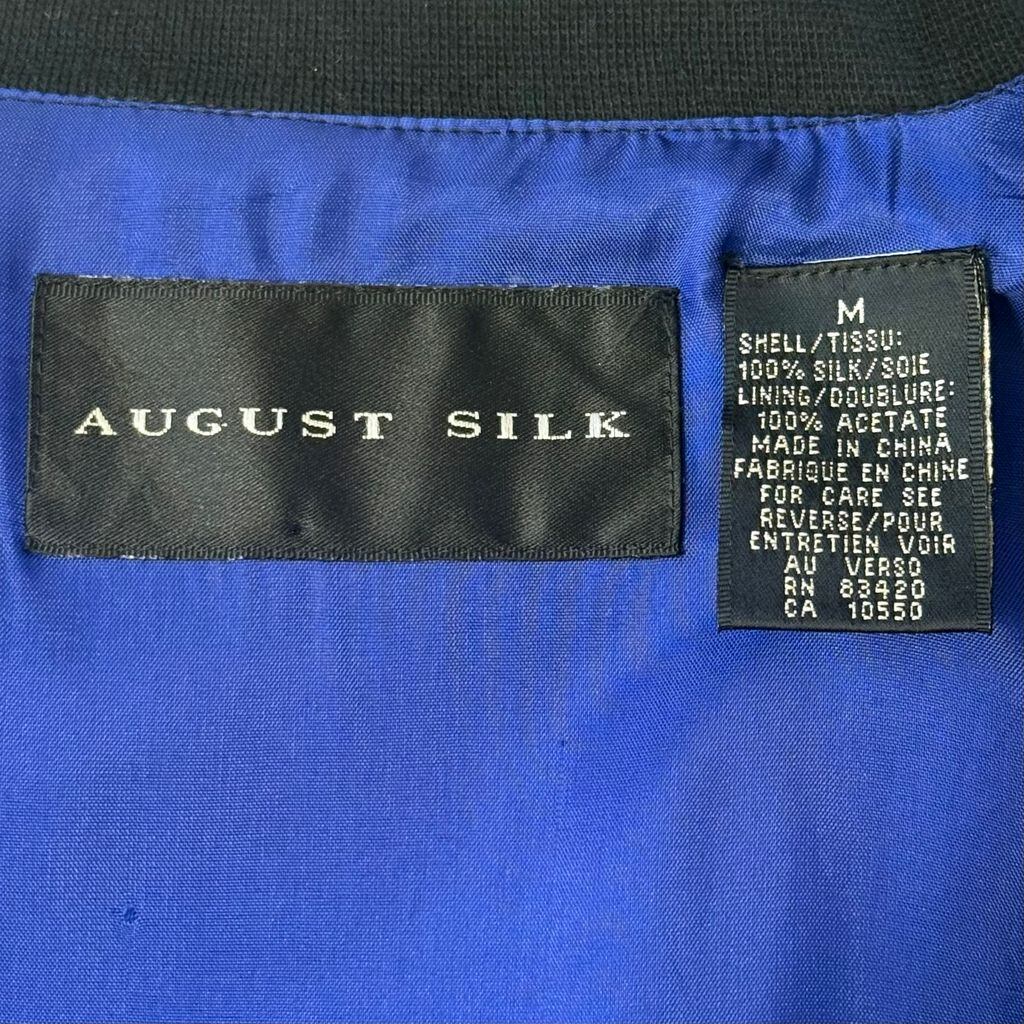 AUGUST SILK
M
SHELL/TISSU:
100% SILK/SOIE
LINING/DOUBLURE:
100% ACETATE
MADE IN CHINA
FABRIQUE EN CHINE
FOR CARE SEE
REVERSE/POUR
ENTRETIEN VOIR
AU VERSO
RN 83420
CA 10550